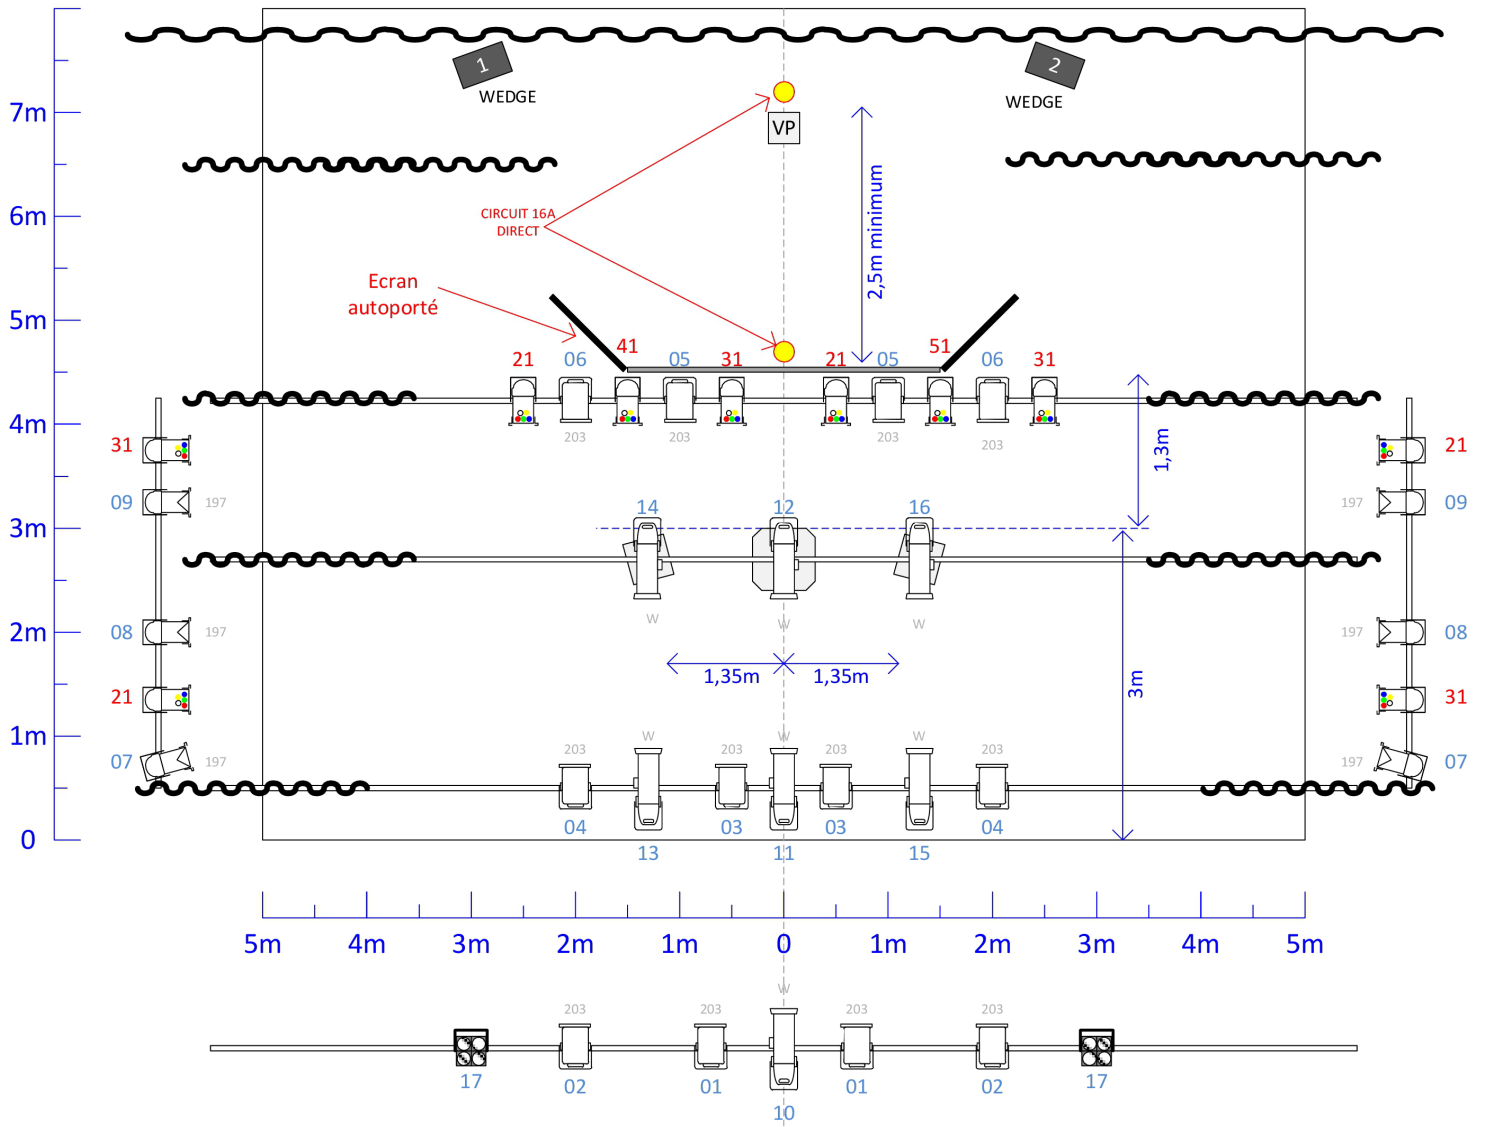 1
2
WEDGE
WEDGE
7m
VP
2,5m minimum
6m
CIRCUIT 16A
DIRECT
Ecran
autoporté
5m
41
51
21
06
05
31
21
05
06
31
4m
203
203
203
203
31
21
1,3m
09
197
197
09
14
12
16
3m
W
W
W
2m
08
197
197
08
1,35m
1,35m
3m
21
31
1m
W
W
W
203
203
203
203
07
197
197
07
04
03
03
04
0
13
11
15
5m
4m
3m
2m
1m
0
1m
2m
3m
4m
5m
W
203
203
203
203
17
02
01
01
02
17
10